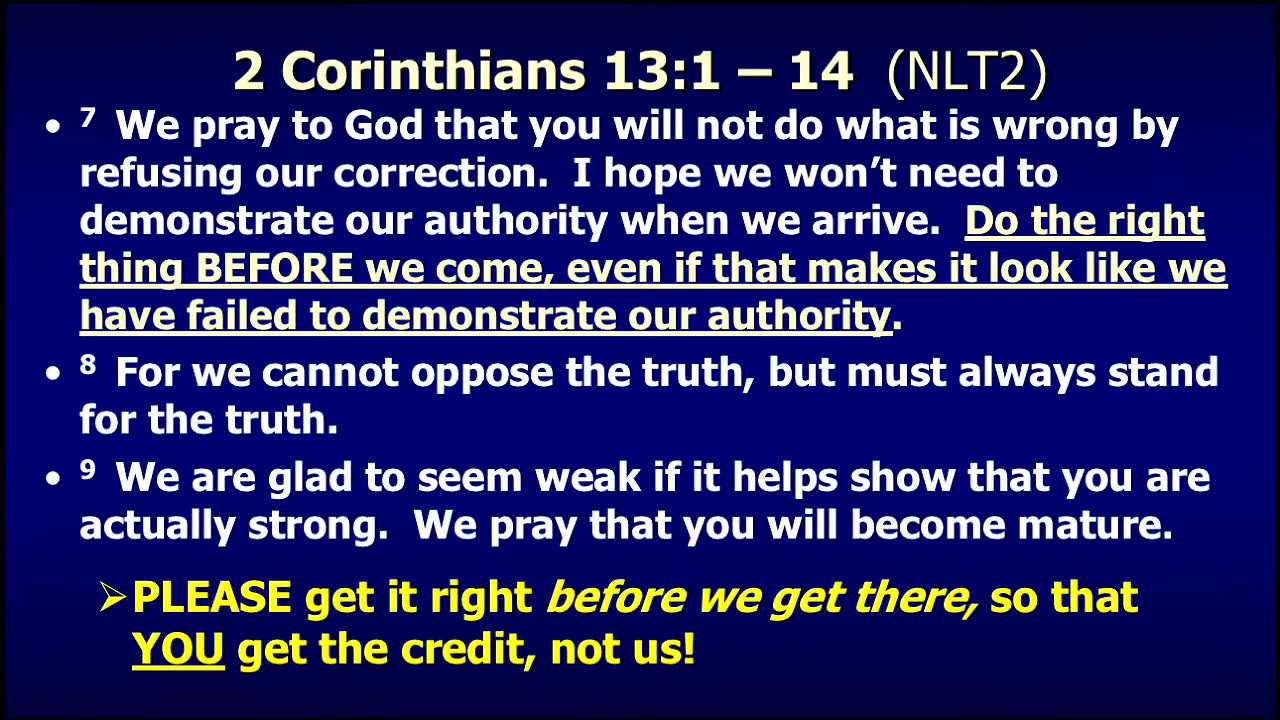 2 Corinthians 13:1 – 14 (NLT2)
• 7 We pray to God that you will not do what is wrong by
refusing our correction. I hope we won’t need to
demonstrate our authority when we arrive. Do the right
thing BEFORE we come, even if that makes it look like we
have failed to demonstrate our authority.
• 8 For we cannot oppose the truth, but must always stand
for the truth.
• 9 We are glad to seem weak if it helps show that you are
actually strong. We pray that you will become mature.
➢ PLEASE get it right before we get there, so that
YOU get the credit, not us!